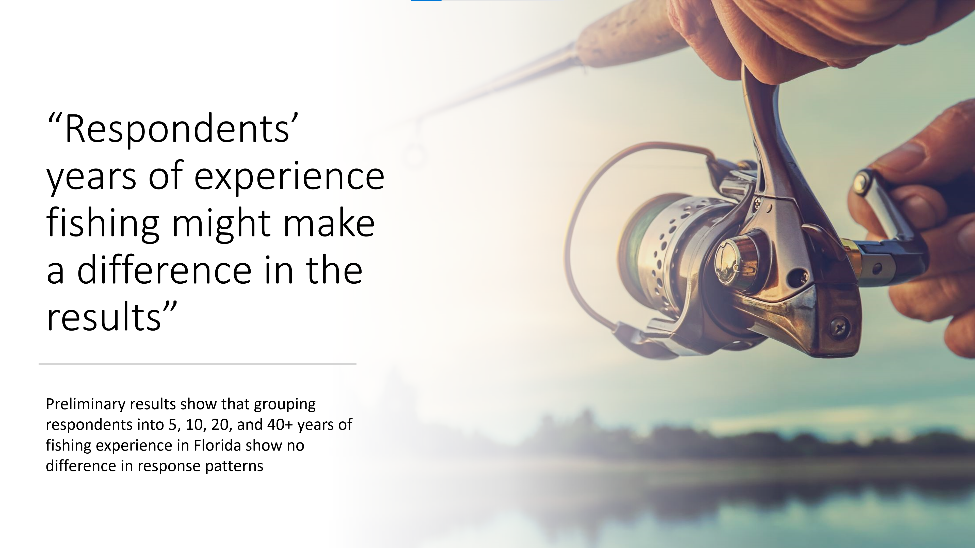 “Respondents’
years of experience
fishing might make
a difference in the
results”
Preliminary results show that grouping
respondents into 5, 10, 20, and 40+ years of
fishing experience in Florida show no
difference in response patterns